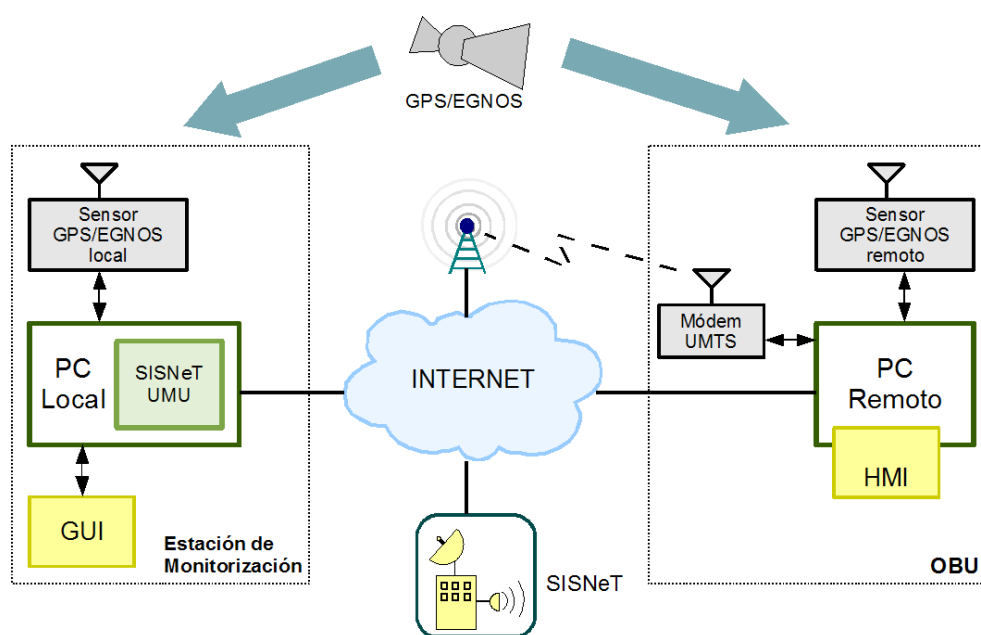 GPS/EGNOS
Sensor
GPS/EGNOS
local
Sensor
GPS/EGNOS
remoto
Módem
UMTS
PC
Local
SISNeT
UMU
INTERNET
PC
Remoto
HMI
GUI
Estación de
Monitorización
SISNeT
OBU